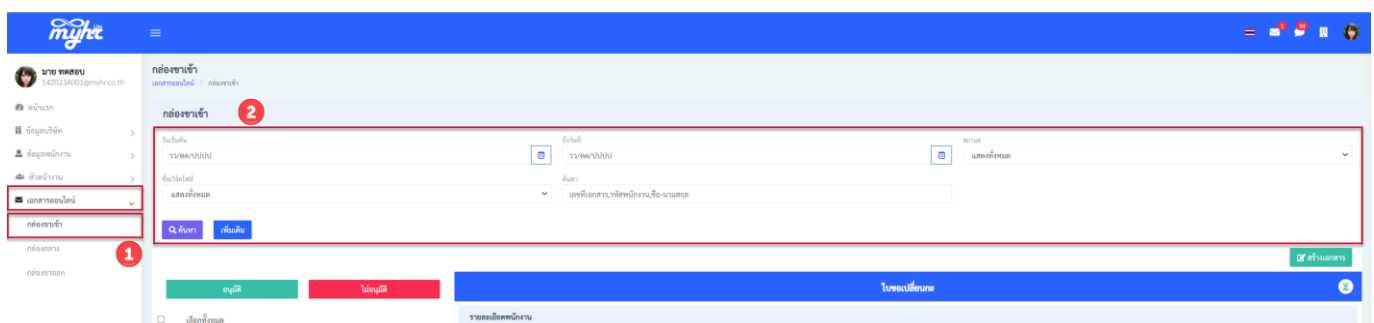 myhr lite
9 24
มาย ทดสอบ
1420234001@myhr.co.th
หน้าแรก
ข้อมูลบริษัท
ข้อมูลพนักงาน
หัวหน้างาน
เอกสารออนไลน์
กล่องขาเข้า
กล่องกลาง
กล่องขาออก
1
กล่องขาเข้า
เอกสารออนไลน์ > กล่องขาเข้า
กล่องขาเข้า
2
วันเริ่มต้น ถึงวันที่ สถานะ
วว/ดด/ปปปป วว/ดด/ปปปป แสดงทั้งหมด
ชื่อเวิร์คโฟลว์ ค้นหา
แสดงทั้งหมด เลขที่เอกสาร,รหัสพนักงาน,ชื่อ-นามสกุล
ค้นหา เพิ่มเติม
สร้างเอกสาร
อนุมัติ ไม่อนุมัติ ใบขอเปลี่ยนกะ
เลือกทั้งหมด รายละเอียดพนักงาน